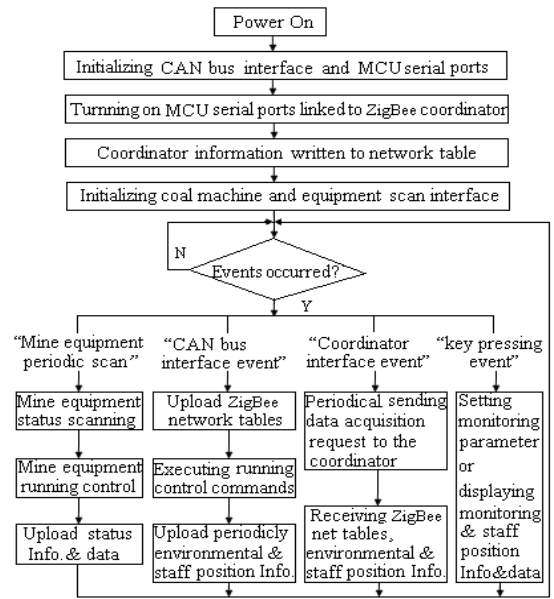 Power On
Initializing CAN bus interface and MCU serial ports
Turnning on MCU serial ports linked to ZigBee coordinator
Coordinator information written to network table
Initializing coal machine and equipment scan interface
N
Events occurred?
Y
“Mine equipment
periodic scan”
“CAN bus
interface event”
“Coordinator
interface event”
“key pressing
event”
Mine equipment
status scanning
Mine equipment
running control
Upload status
Info.& data
Upload ZigBee
network tables
Executing running
control commands
Upload periodicly
environmental &
staff position Info.
Periodical sending
data acquisition
request to the
coordinator
Receiving ZigBee
net tables,
environmental &
staff position Info.
Setting
monitoring
parameter
or
displaying
monitoring
& staff
position
Info&data